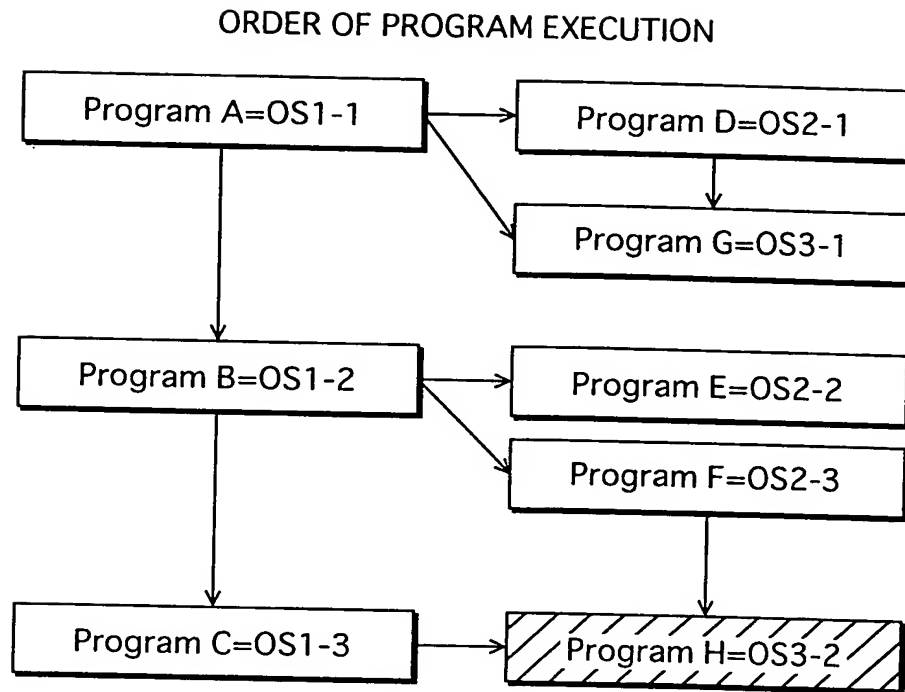 ORDER OF PROGRAM EXECUTION
Program A=OS1-1
Program D=OS2-1
Program G=OS3-1
Program B=OS1-2
Program E=OS2-2
Program F=OS2-3
Program C=OS1-3
Program H=OS3-2